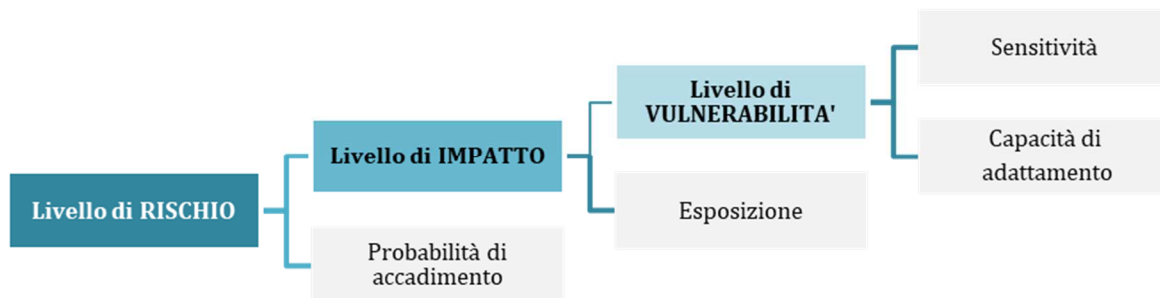 Livello di RISCHIO
Livello di IMPATTO
Probabilità di
accadimento
Livello di
VULNERABILITA'
Esposizione
Sensitività
Capacità di
adattamento